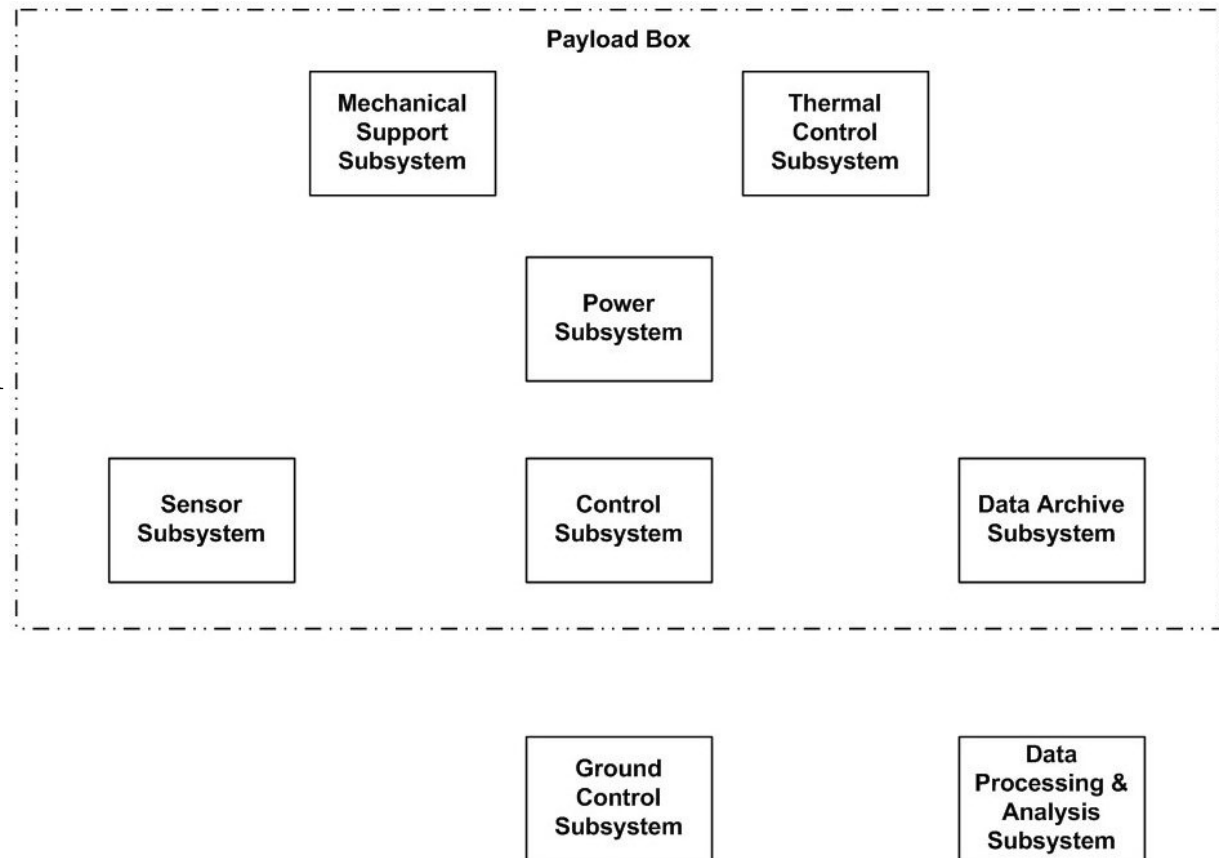 Payload Box
Mechanical
Support
Subsystem
Thermal
Control
Subsystem
Power
Subsystem
Sensor
Subsystem
Control
Subsystem
Data Archive
Subsystem
Ground
Control
Subsystem
Data
Processing &
Analysis
Subsystem